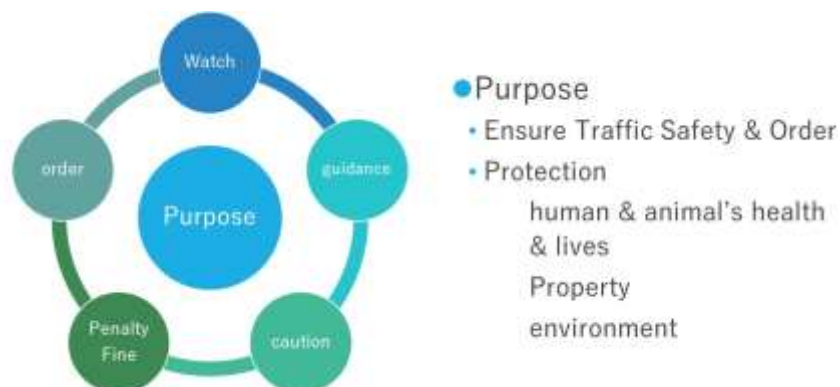 Watch
order
guidance
Purpose
Penalty
Fine
caution
●Purpose
• Ensure Traffic Safety & Order
• Protection
human & animal's health
& lives
Property
environment